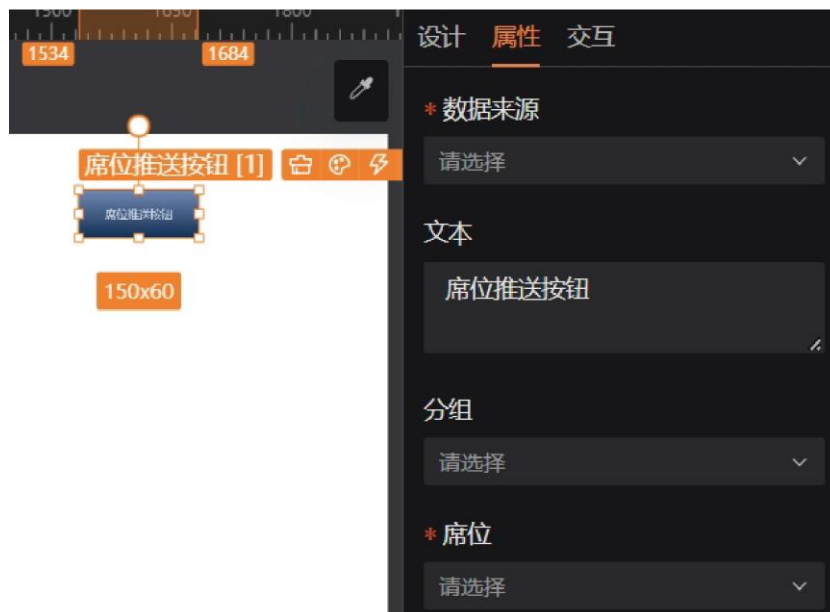 1500 1650 1800
1534 1684
席位推送按钮 [1]
席位推送按钮
150x60
设计 属性 交互
* 数据来源
请选择
文本
席位推送按钮
分组
请选择
* 席位
请选择